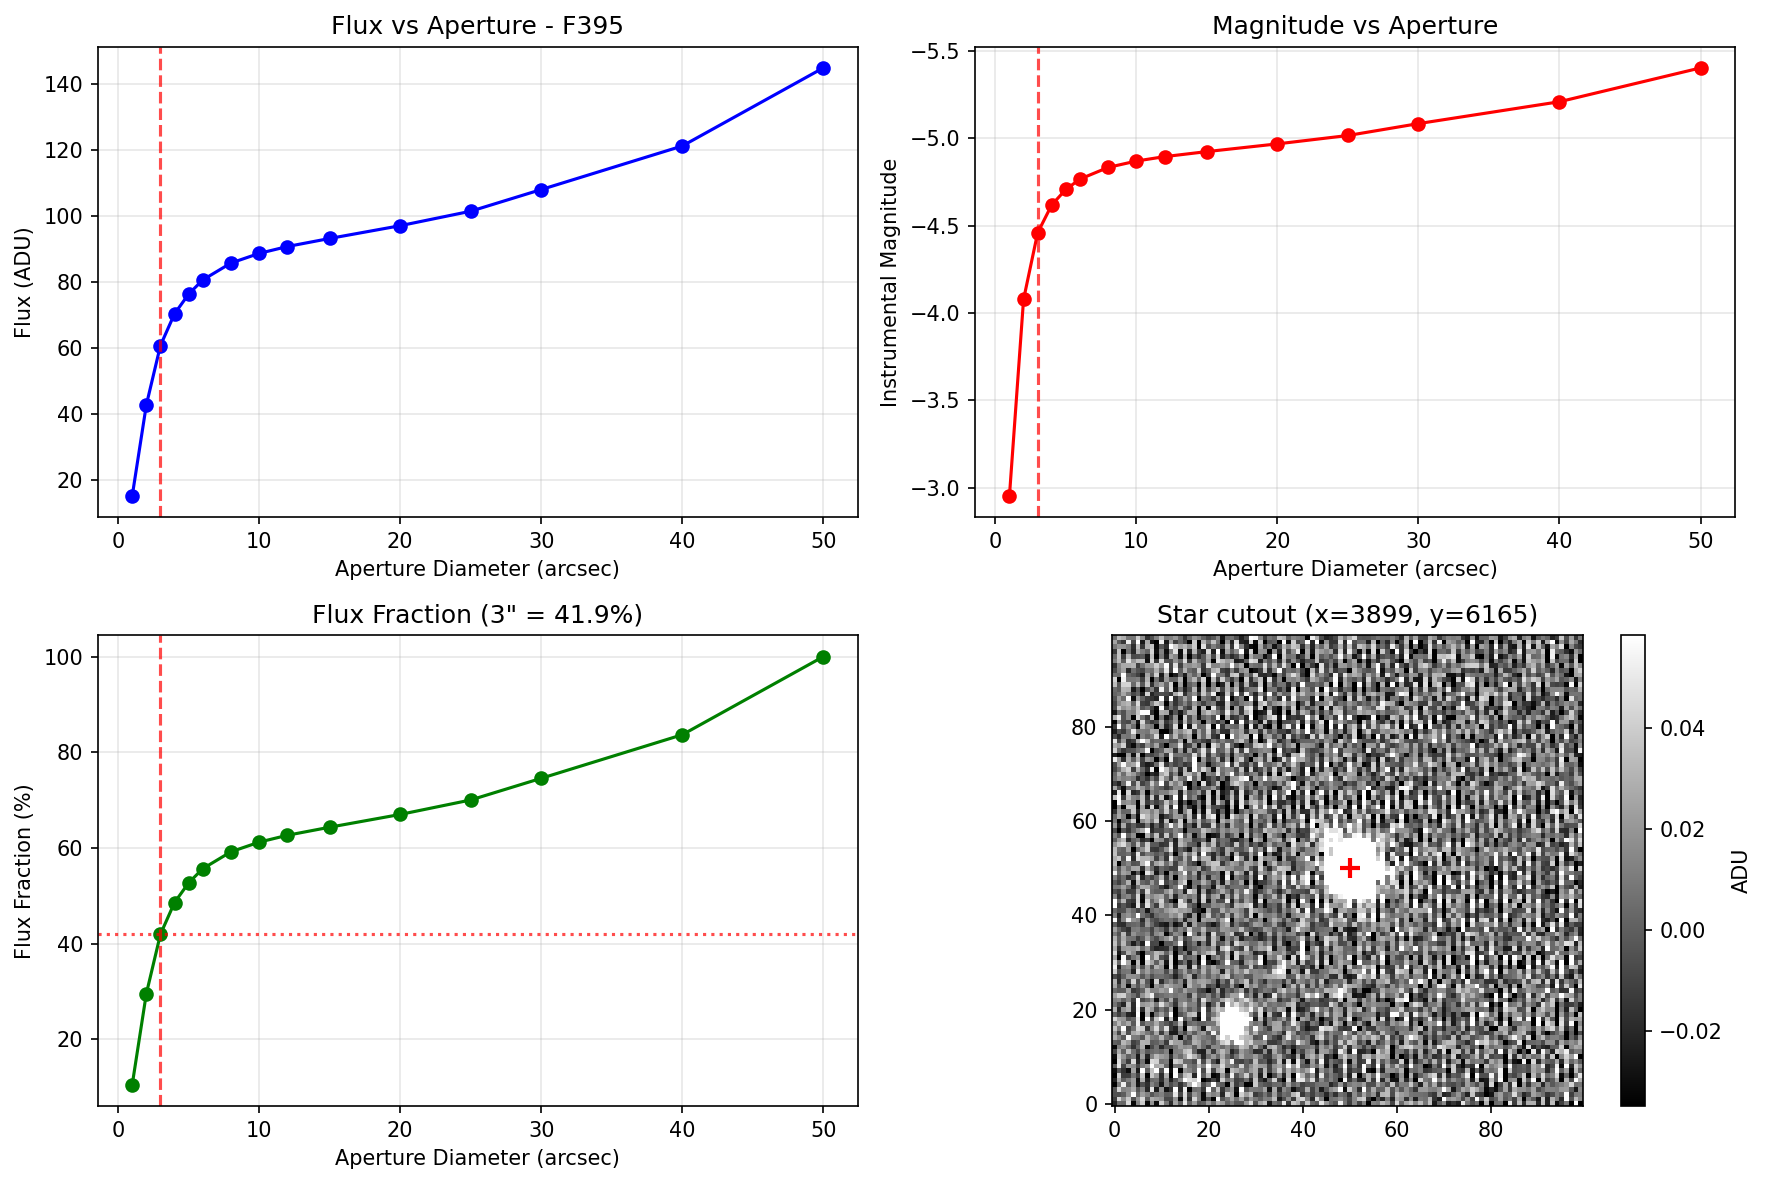 Flux vs Aperture - F395
Flux (ADU)
140
120
100
80
60
40
20
0 10 20 30 40 50
Aperture Diameter (arcsec)
Magnitude vs Aperture
Instrumental Magnitude
−5.5
−5.0
−4.5
−4.0
−3.5
−3.0
0 10 20 30 40 50
Aperture Diameter (arcsec)
Flux Fraction (3" = 41.9%)
Flux Fraction (%)
100
80
60
40
20
0 10 20 30 40 50
Aperture Diameter (arcsec)
Star cutout (x=3899, y=6165)
80
60
40
20
0
0 20 40 60 80
0.04
0.02
0.00
−0.02
ADU